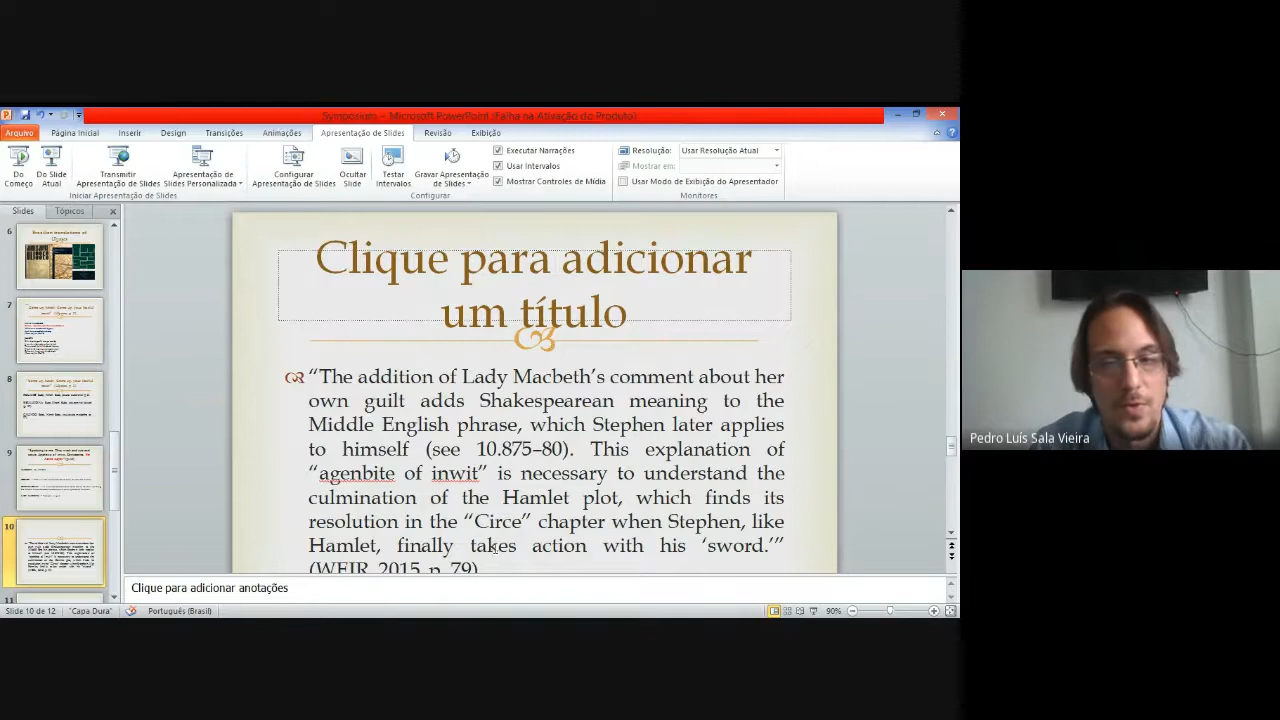 Symposium - Microsoft PowerPoint (Falha na Ativação do Produto)
Arquivo Página Inicial Inserir Design Transições Animações Apresentação de Slides Revisão Exibição
Do Começo
Do Slide Atual
Transmitir Apresentação de Slides
Apresentação de Slides Personalizada
Iniciar Apresentação de Slides
Configurar Apresentação de Slides
Ocultar Slide
Testar Intervalos
Gravar Apresentação de Slides
Executar Narrações
Usar Intervalos
Mostrar Controles de Mídia
Configurar
Resolução: Usar Resolução Atual
Mostrar em:
Usar Modo de Exibição do Apresentador
Monitores
Slides Tópicos
6
7
8
9
10
11
Clique para adicionar
um título
“The addition of Lady Macbeth’s comment about her
own guilt adds Shakespearean meaning to the
Middle English phrase, which Stephen later applies
to himself (see 10.875–80). This explanation of
“agenbite of inwit” is necessary to understand the
culmination of the Hamlet plot, which finds its
resolution in the “Circe” chapter when Stephen, like
Hamlet, finally takes action with his ‘sword.’”
(WEIR, 2015, p. 79)
Clique para adicionar anotações
Slide 10 de 12 "Capa Dura" Português (Brasil) 90%
Pedro Luís Sala Vieira